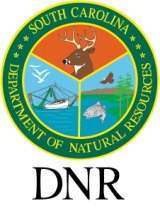 SOUTH CAROLINA
DEPARTMENT OF NATURAL RESOURCES
DNR